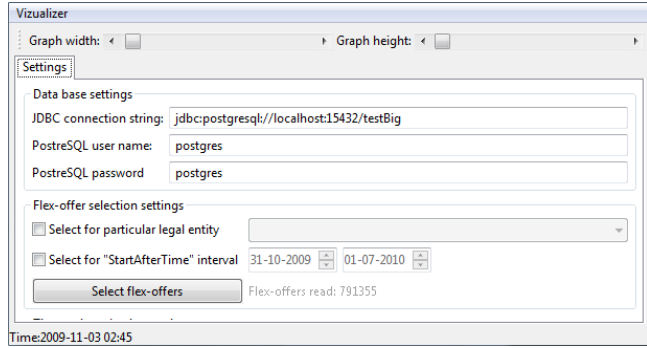 Vizualizer
Graph width: Graph height:
Settings
Data base settings
JDBC connection string: jdbc:postgresql://localhost:15432/testBig
PostreSQL user name: postgres
PostreSQL password postgres
Flex-offer selection settings
Select for particular legal entity
Select for "StartAfterTime" interval 31-10-2009 01-07-2010
Select flex-offers Flex-offers read: 791355
Time:2009-11-03 02:45